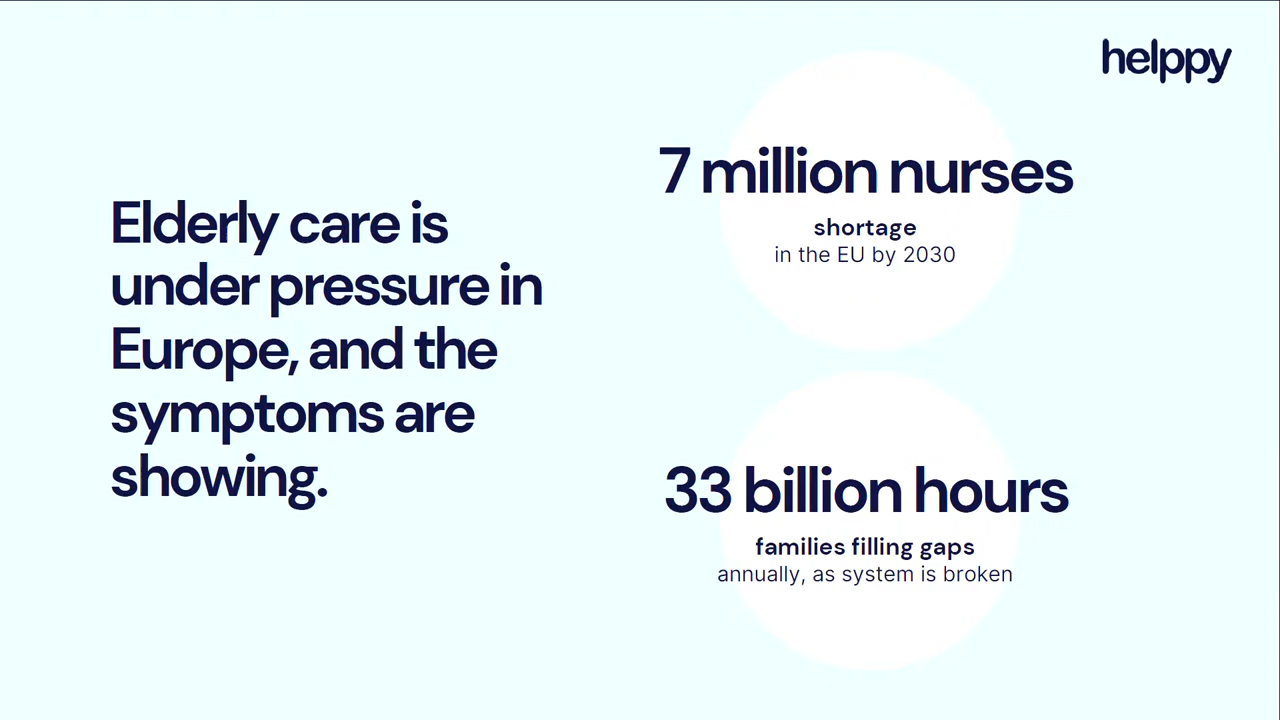 helppy
Elderly care is
under pressure in
Europe, and the
symptoms are
showing.
7 million nurses
shortage
in the EU by 2030
33 billion hours
families filling gaps
annually, as system is broken